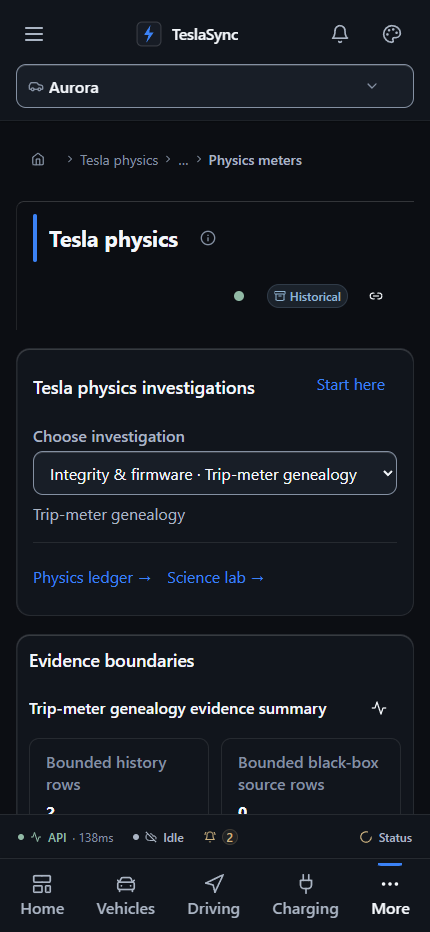 TeslaSync
Aurora
Tesla physics
...
Physics meters
Tesla physics
Historical
Tesla physics investigations
Start here
Choose investigation
Integrity & firmware · Trip-meter genealogy
Trip-meter genealogy
Physics ledger →
Science lab →
Evidence boundaries
Trip-meter genealogy evidence summary
Bounded history
rows
Bounded black-box
source rows
API · 138ms
Idle
2
Status
Home
Vehicles
Driving
Charging
More